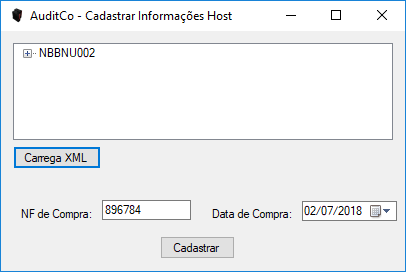 AuditCo - Cadastrar Informações Host
NBBNU002
Carrega XML
NF de Compra: 896784 Data de Compra: 02/07/2018
Cadastrar